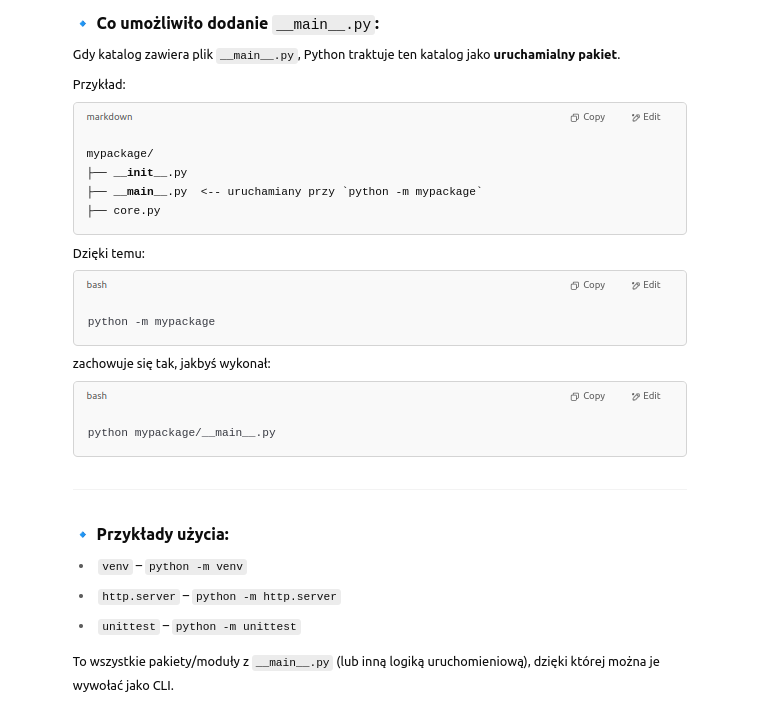 Co umożliwiło dodanie __main__.py:
Gdy katalog zawiera plik __main__.py, Python traktuje ten katalog jako uruchamialny pakiet.
Przykład:
markdown Copy Edit
mypackage/
├── __init__.py
├── __main__.py  <-- uruchamiany przy `python -m mypackage`
├── core.py
Dzięki temu:
bash Copy Edit
python -m mypackage
zachowuje się tak, jakbyś wykonał:
bash Copy Edit
python mypackage/__main__.py
Przykłady użycia:
• venv – python -m venv
• http.server – python -m http.server
• unittest – python -m unittest
To wszystkie pakiety/moduły z __main__.py (lub inną logiką uruchomieniową), dzięki której można je
wywołać jako CLI.